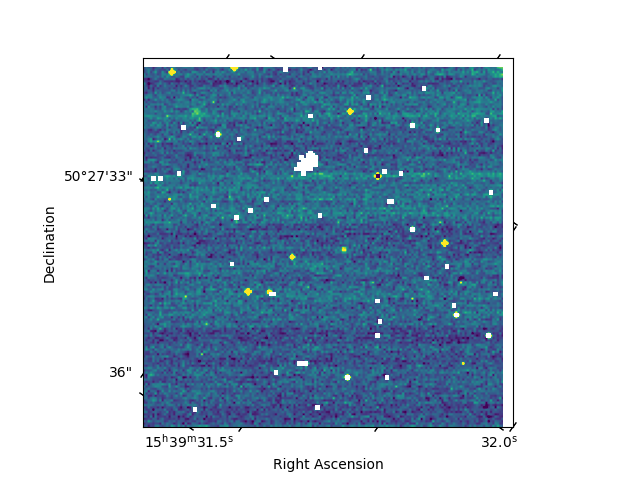 50°27'33"
36"
Declination
15ʰ39ᵐ31.5ˢ
32.0ˢ
Right Ascension